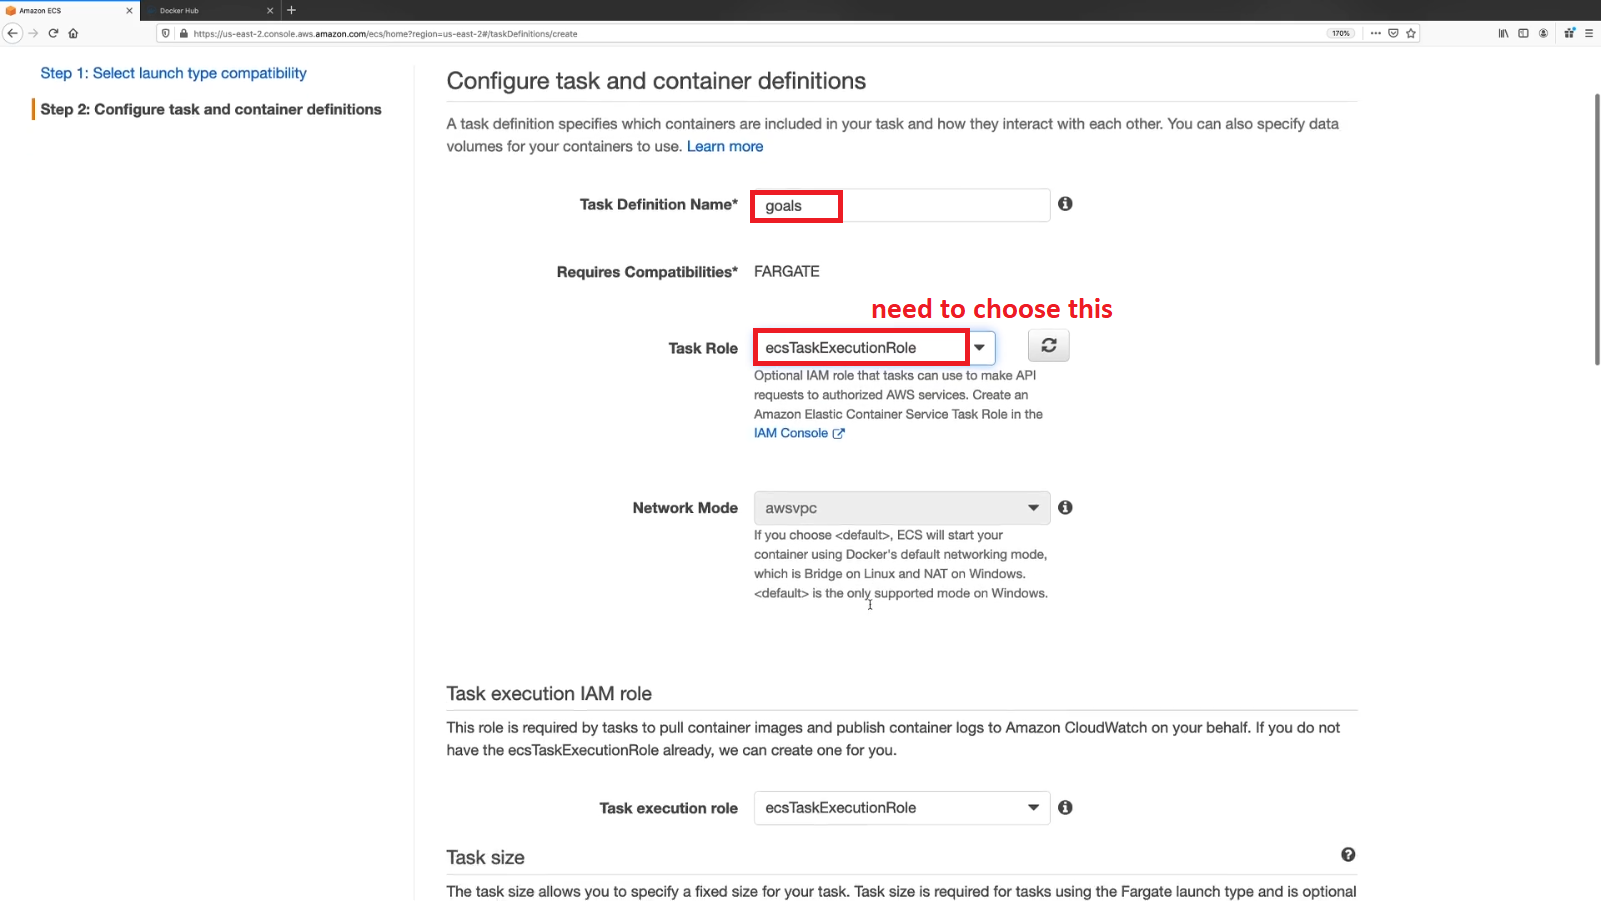 Amazon ECS
Docker Hub
https://us-east-2.console.aws.amazon.com/ecs/home?region=us-east-2#/taskDefinitions/create
170%
Step 1: Select launch type compatibility
Step 2: Configure task and container definitions
Configure task and container definitions
A task definition specifies which containers are included in your task and how they interact with each other. You can also specify data
volumes for your containers to use. Learn more
Task Definition Name*
goals
Requires Compatibilities*
FARGATE
need to choose this
Task Role
ecsTaskExecutionRole
Optional IAM role that tasks can use to make API
requests to authorized AWS services. Create an
Amazon Elastic Container Service Task Role in the
IAM Console
Network Mode
awsvpc
If you choose <default>, ECS will start your
container using Docker's default networking mode,
which is Bridge on Linux and NAT on Windows.
<default> is the only supported mode on Windows.
Task execution IAM role
This role is required by tasks to pull container images and publish container logs to Amazon CloudWatch on your behalf. If you do not
have the ecsTaskExecutionRole already, we can create one for you.
Task execution role
ecsTaskExecutionRole
Task size
The task size allows you to specify a fixed size for your task. Task size is required for tasks using the Fargate launch type and is optional